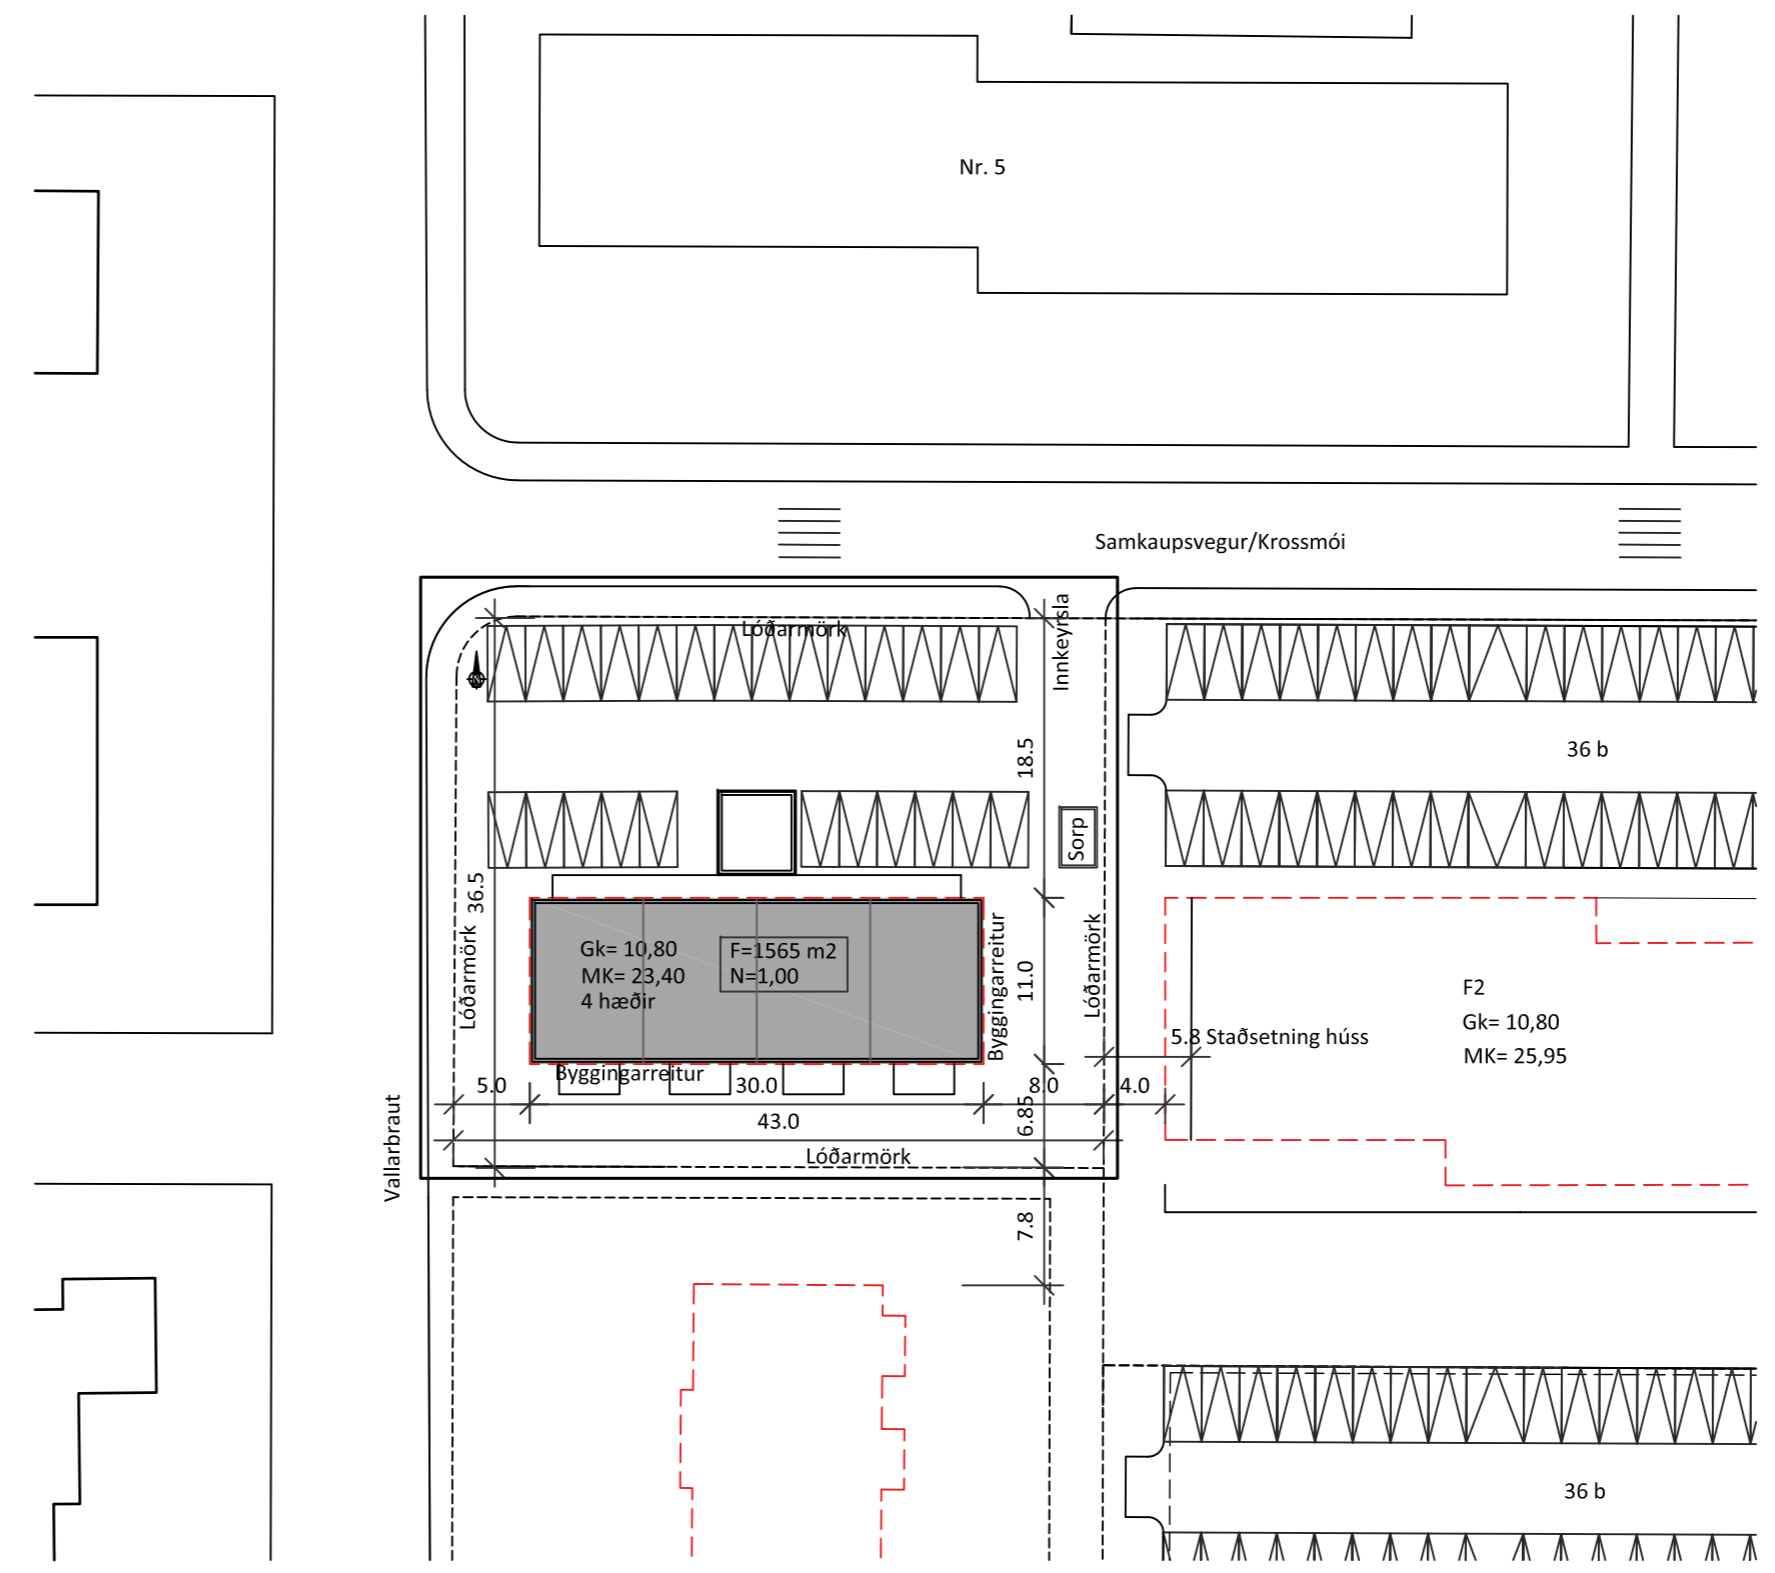 Nr. 5
Samkaupsvegur/Krossmói
Lóðarmörk
Innkeyrsla
36 b
18.5
Sorp
Lóðarmörk 36.5
Gk= 10,80
MK= 23,40
4 hæðir
F=1565 m2
N=1,00
Byggingarreitur
11.0
Lóðarmörk
F2
Gk= 10,80
MK= 25,95
5.8 Staðsetning húss
Byggingarreitur
5.0
30.0
8.0
4.0
6.85
43.0
Lóðarmörk
Vallarbraut
7.8
36 b